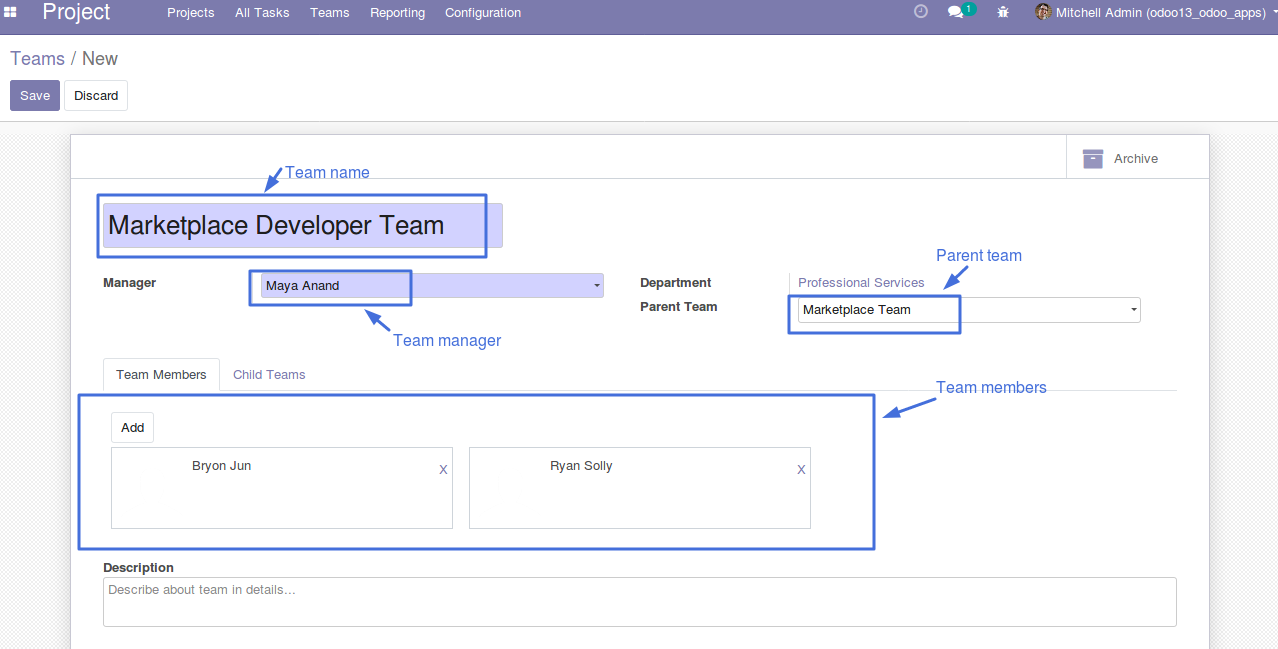 Project Projects All Tasks Teams Reporting Configuration 1 Mitchell Admin (odoo13_odoo_apps)
Teams / New
Save Discard
Archive
Team name
Marketplace Developer Team
Parent team
Manager Maya Anand Department Professional Services
Parent Team Marketplace Team
Team manager
Team Members Child Teams
Team members
Add
Bryon Jun X Ryan Solly X
Description
Describe about team in details...